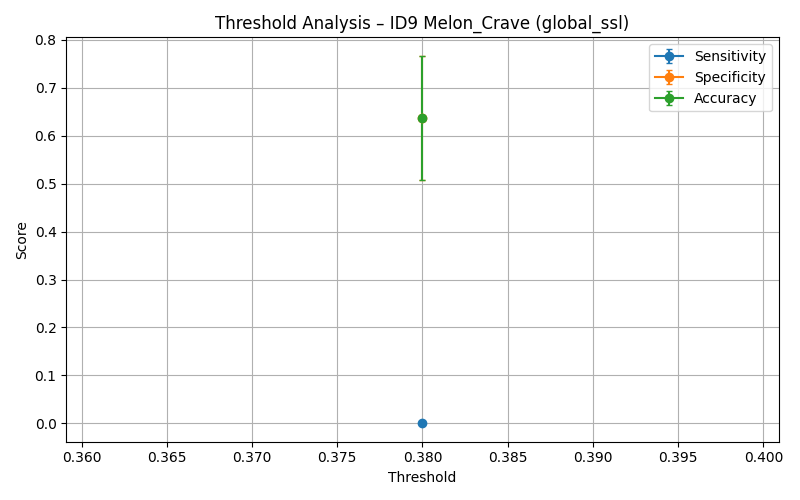 Threshold Analysis – ID9 Melon_Crave (global_ssl)
Sensitivity
Specificity
Accuracy
Score
0.8
0.7
0.6
0.5
0.4
0.3
0.2
0.1
0.0
0.360 0.365 0.370 0.375 0.380 0.385 0.390 0.395 0.400
Threshold